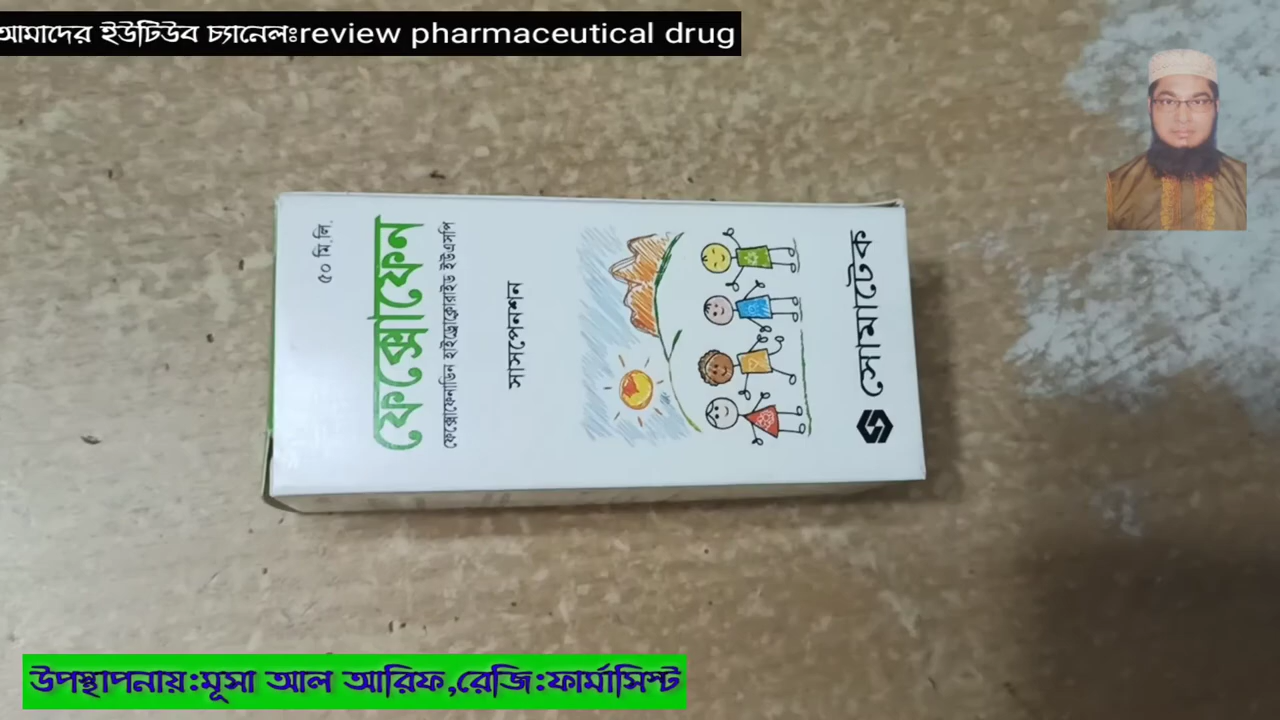 আমাদের ইউটিউব চ্যানেলঃreview pharmaceutical drug
৫০ মি.লি.
ফেক্সোফেন
ফেক্সোফেনাডিন হাইড্রোক্লোরাইড ইউএসপি
সাসপেনশন
সোমাটেক
উপস্থাপনায়:মূসা আল আরিফ,রেজি:ফার্মাসিস্ট